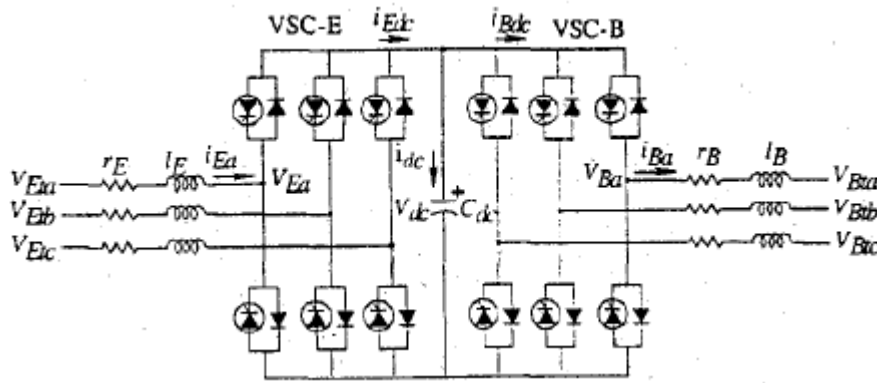 VSC-E i_Edc i_Bdc VSC-B
r_E l_E i_Ea V_Ea i_dc V_Ba i_Ba r_B l_B
V_Eta V_Bta
V_Etb V_dc + C_dc V_Btb
V_Etc V_Btc